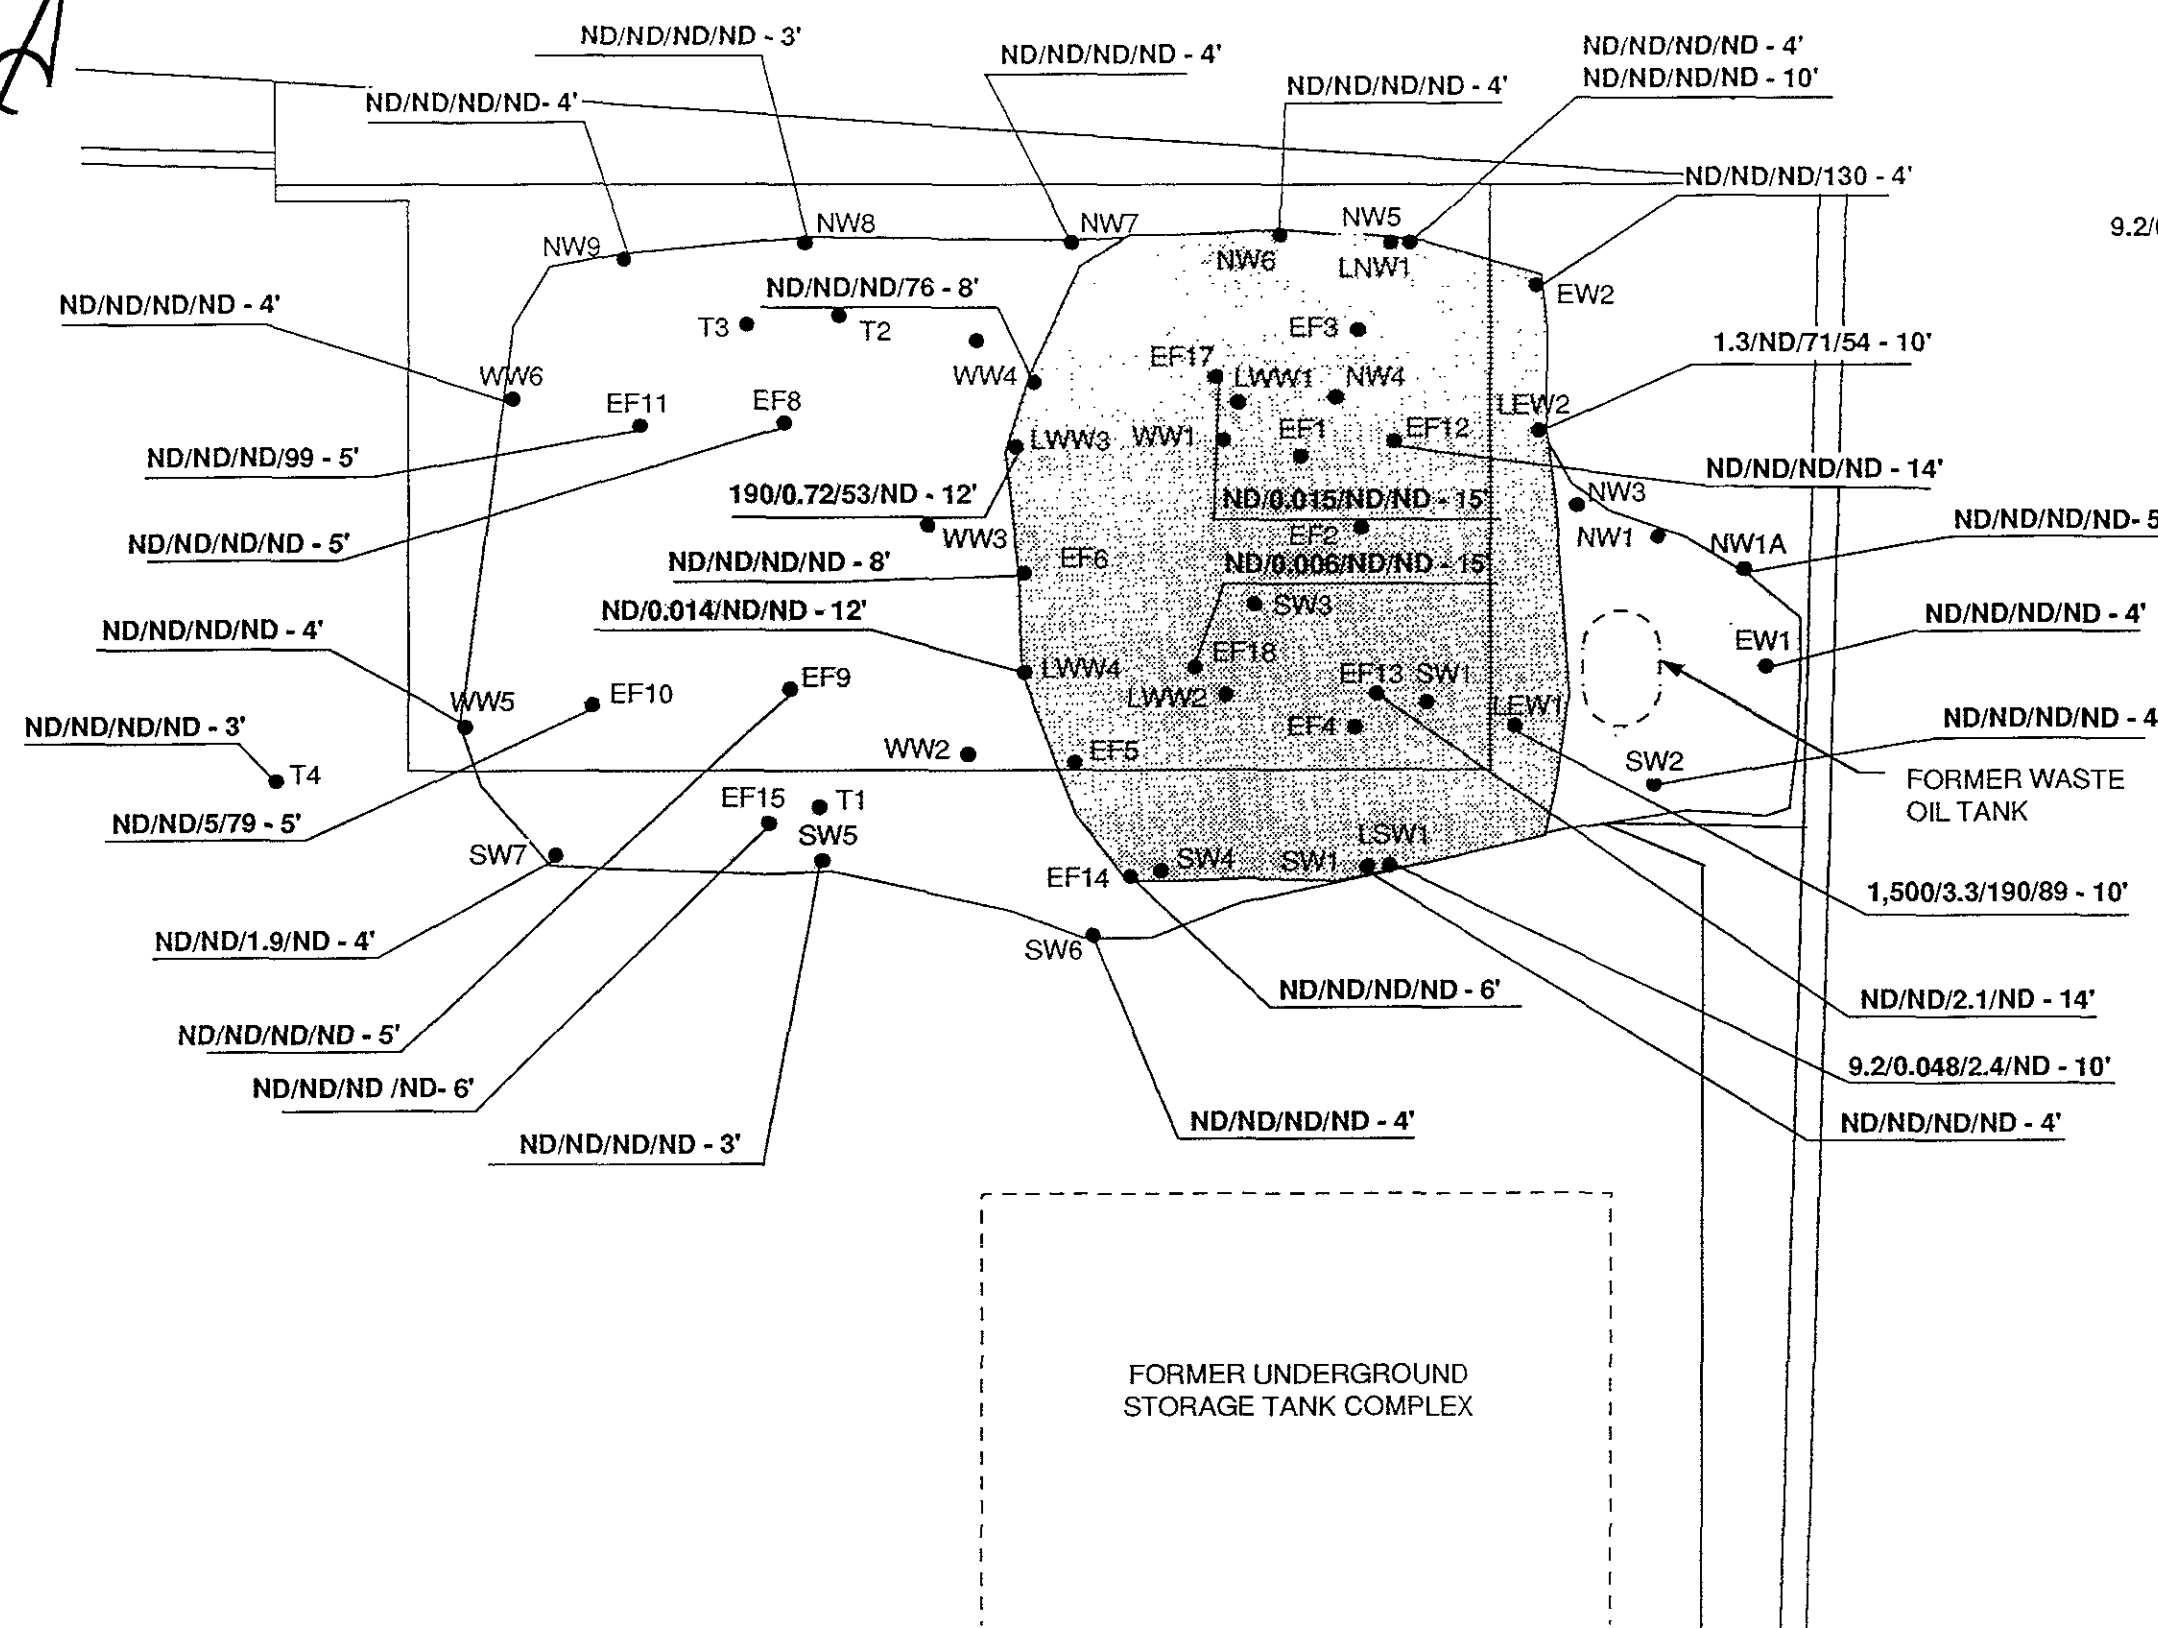 ND/ND/ND/ND - 3'
ND/ND/ND/ND - 4'
ND/ND/ND/ND - 4'
ND/ND/ND/ND - 10'
ND/ND/ND/ND - 4'
ND/ND/ND/ND- 4'
ND/ND/ND/130 - 4'
NW8
NW7
NW5
9.2/
NW9
NW6
LNW1
EW2
ND/ND/ND/76 - 8'
ND/ND/ND/ND - 4'
T3
T2
EF3
1.3/ND/71/54 - 10'
EF17
WW6
WW4
LWW1
NW4
EF11
EF8
LEW2
LWW3
WW1
EF1
EF12
ND/ND/ND/99 - 5'
ND/ND/ND/ND - 14'
190/0.72/53/ND - 12'
ND/0.015/ND/ND - 15'
NW3
ND/ND/ND/ND- 5
WW3
EF2
NW1
NW1A
ND/ND/ND/ND - 5'
ND/ND/ND/ND - 8'
EF6
ND/0.006/ND/ND - 15'
ND/0.014/ND/ND - 12'
SW3
ND/ND/ND/ND - 4'
ND/ND/ND/ND - 4'
EW1
EF18
LWW4
EF13
SW1
EF9
EF10
LWW2
WW5
LEW1
ND/ND/ND/ND - 4
ND/ND/ND/ND - 3'
EF4
WW2
EF5
SW2
T4
FORMER WASTE
OIL TANK
EF15
T1
ND/ND/5/79 - 5'
SW5
LSW1
SW7
SW4
SW1
EF14
1,500/3.3/190/89 - 10'
ND/ND/1.9/ND - 4'
SW6
ND/ND/ND/ND - 6'
ND/ND/2.1/ND - 14'
ND/ND/ND/ND - 5'
9.2/0.048/2.4/ND - 10'
ND/ND/ND /ND- 6'
ND/ND/ND/ND - 4'
ND/ND/ND/ND - 4'
ND/ND/ND/ND - 3'
FORMER UNDERGROUND
STORAGE TANK COMPLEX